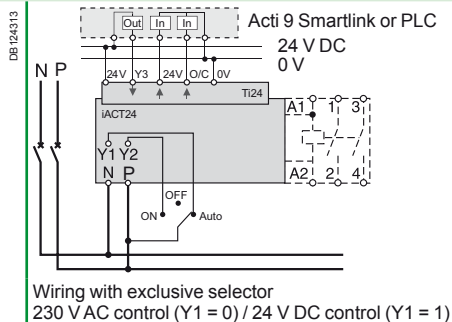 DB124313
Out In In
Acti 9 Smartlink or PLC
24 V DC
0 V
N P
24V Y3 24V O/C 0V
Ti24
iACT24
A1 1 3
Y1 Y2
A2 2 4
N P
OFF
ON Auto
Wiring with exclusive selector
230 V AC control (Y1 = 0) / 24 V DC control (Y1 = 1)